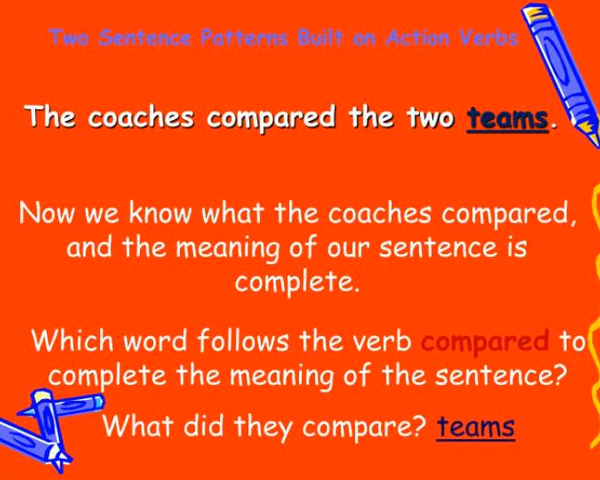 Two Sentence Patterns Built on Action Verbs
The coaches compared the two teams.
Now we know what the coaches compared,
and the meaning of our sentence is
complete.
Which word follows the verb compared to
complete the meaning of the sentence?
What did they compare? teams